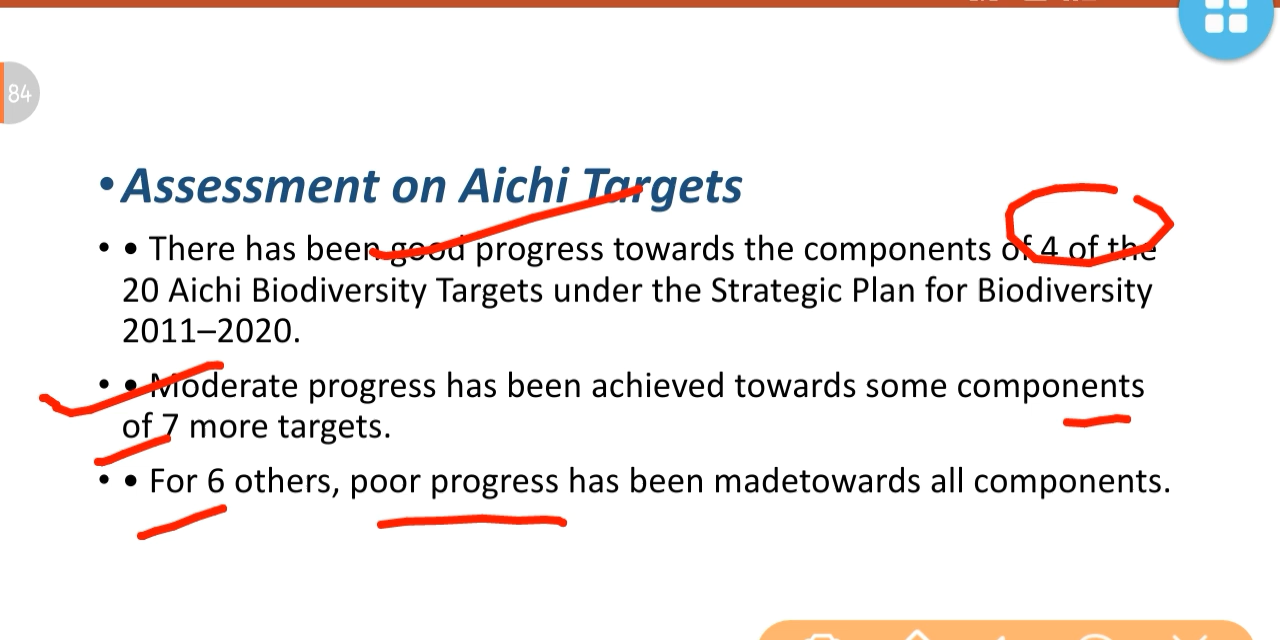 84
•Assessment on Aichi Targets
• • There has been good progress towards the components of 4 of the
20 Aichi Biodiversity Targets under the Strategic Plan for Biodiversity
2011–2020.
• • Moderate progress has been achieved towards some components
of 7 more targets.
• • For 6 others, poor progress has been madetowards all components.